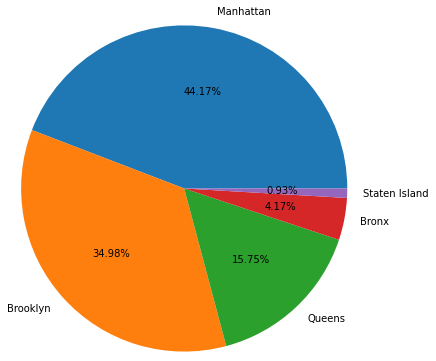 Manhattan
44.17%
0.93%
Staten Island
4.17%
Bronx
34.98%
15.75%
Brooklyn
Queens